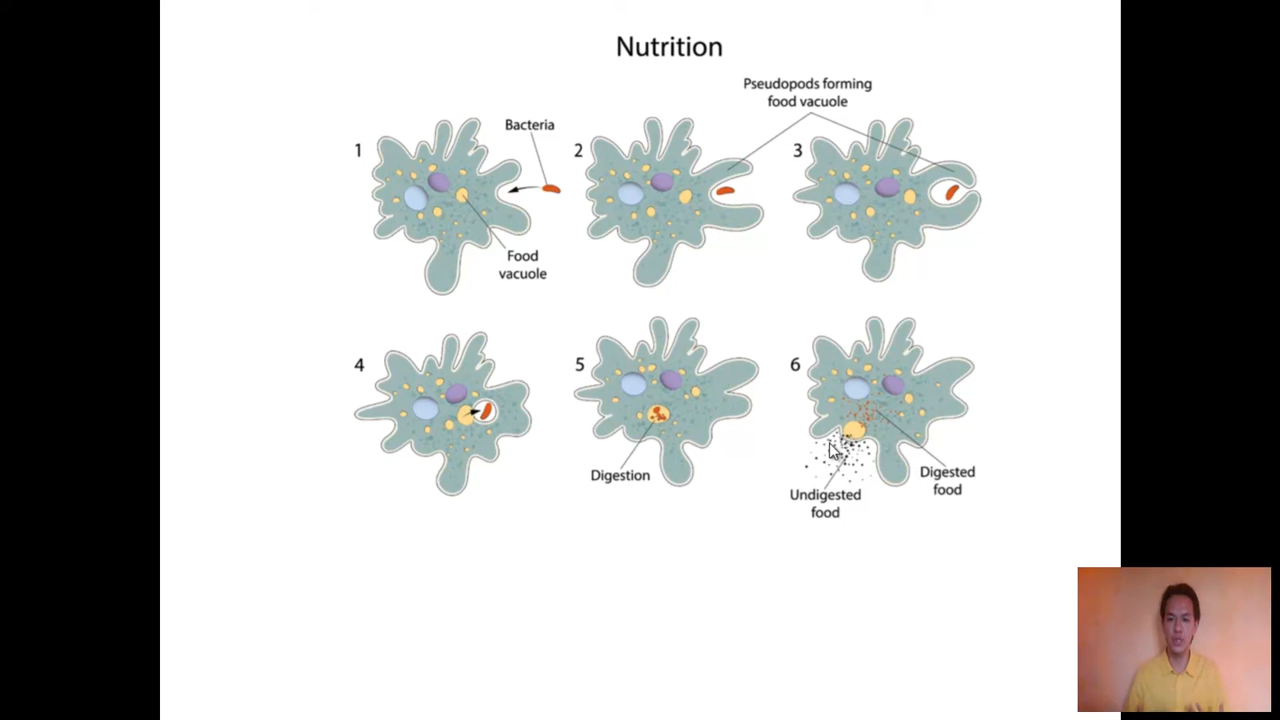 Nutrition
Pseudopods forming
food vacuole
1
Bacteria
2
3
Food
vacuole
4
5
6
Digestion
Digested
food
Undigested
food